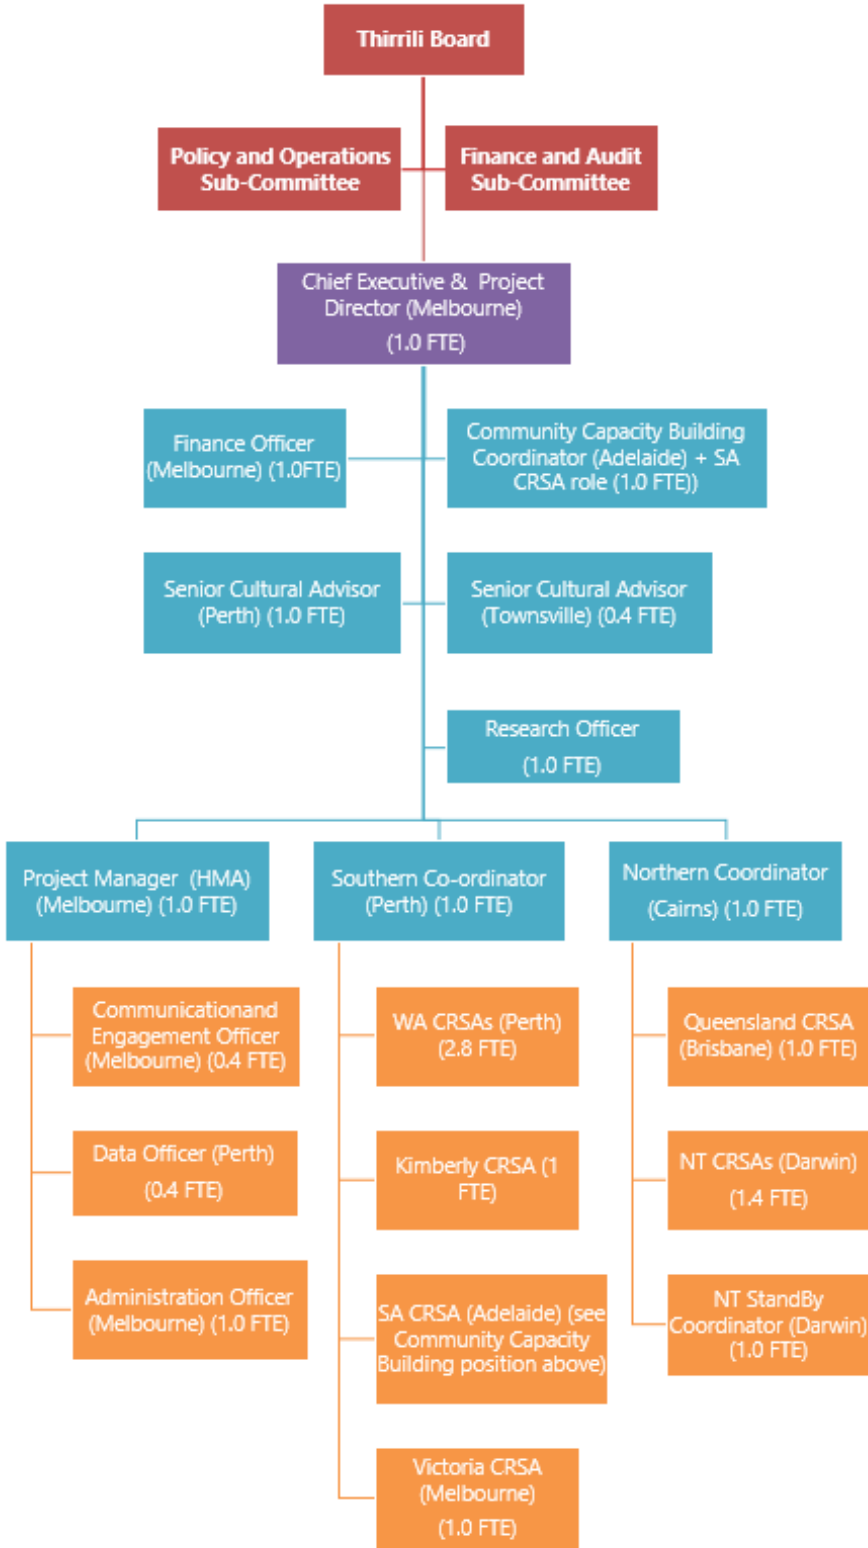 Thirrili Board
Policy and Operations
Sub-Committee
Finance and Audit
Sub-Committee
Chief Executive & Project
Director (Melbourne)
(1.0 FTE)
Finance Officer
(Melbourne) (1.0FTE)
Community Capacity Building
Coordinator (Adelaide) + SA
CRSA role (1.0 FTE))
Senior Cultural Advisor
(Perth) (1.0 FTE)
Senior Cultural Advisor
(Townsville) (0.4 FTE)
Research Officer
(1.0 FTE)
Project Manager (HMA)
(Melbourne) (1.0 FTE)
Southern Co-ordinator
(Perth) (1.0 FTE)
Northern Coordinator
(Cairns) (1.0 FTE)
Communicationand
Engagement Officer
(Melbourne) (0.4 FTE)
WA CRSAs (Perth)
(2.8 FTE)
Queensland CRSA
(Brisbane) (1.0 FTE)
Data Officer (Perth)
(0.4 FTE)
Kimberly CRSA (1
FTE)
NT CRSAs (Darwin)
(1.4 FTE)
Administration Officer
(Melbourne) (1.0 FTE)
SA CRSA (Adelaide) (see
Community Capacity
Building position above)
NT StandBy
Coordinator (Darwin)
(1.0 FTE)
Victoria CRSA
(Melbourne)
(1.0 FTE)